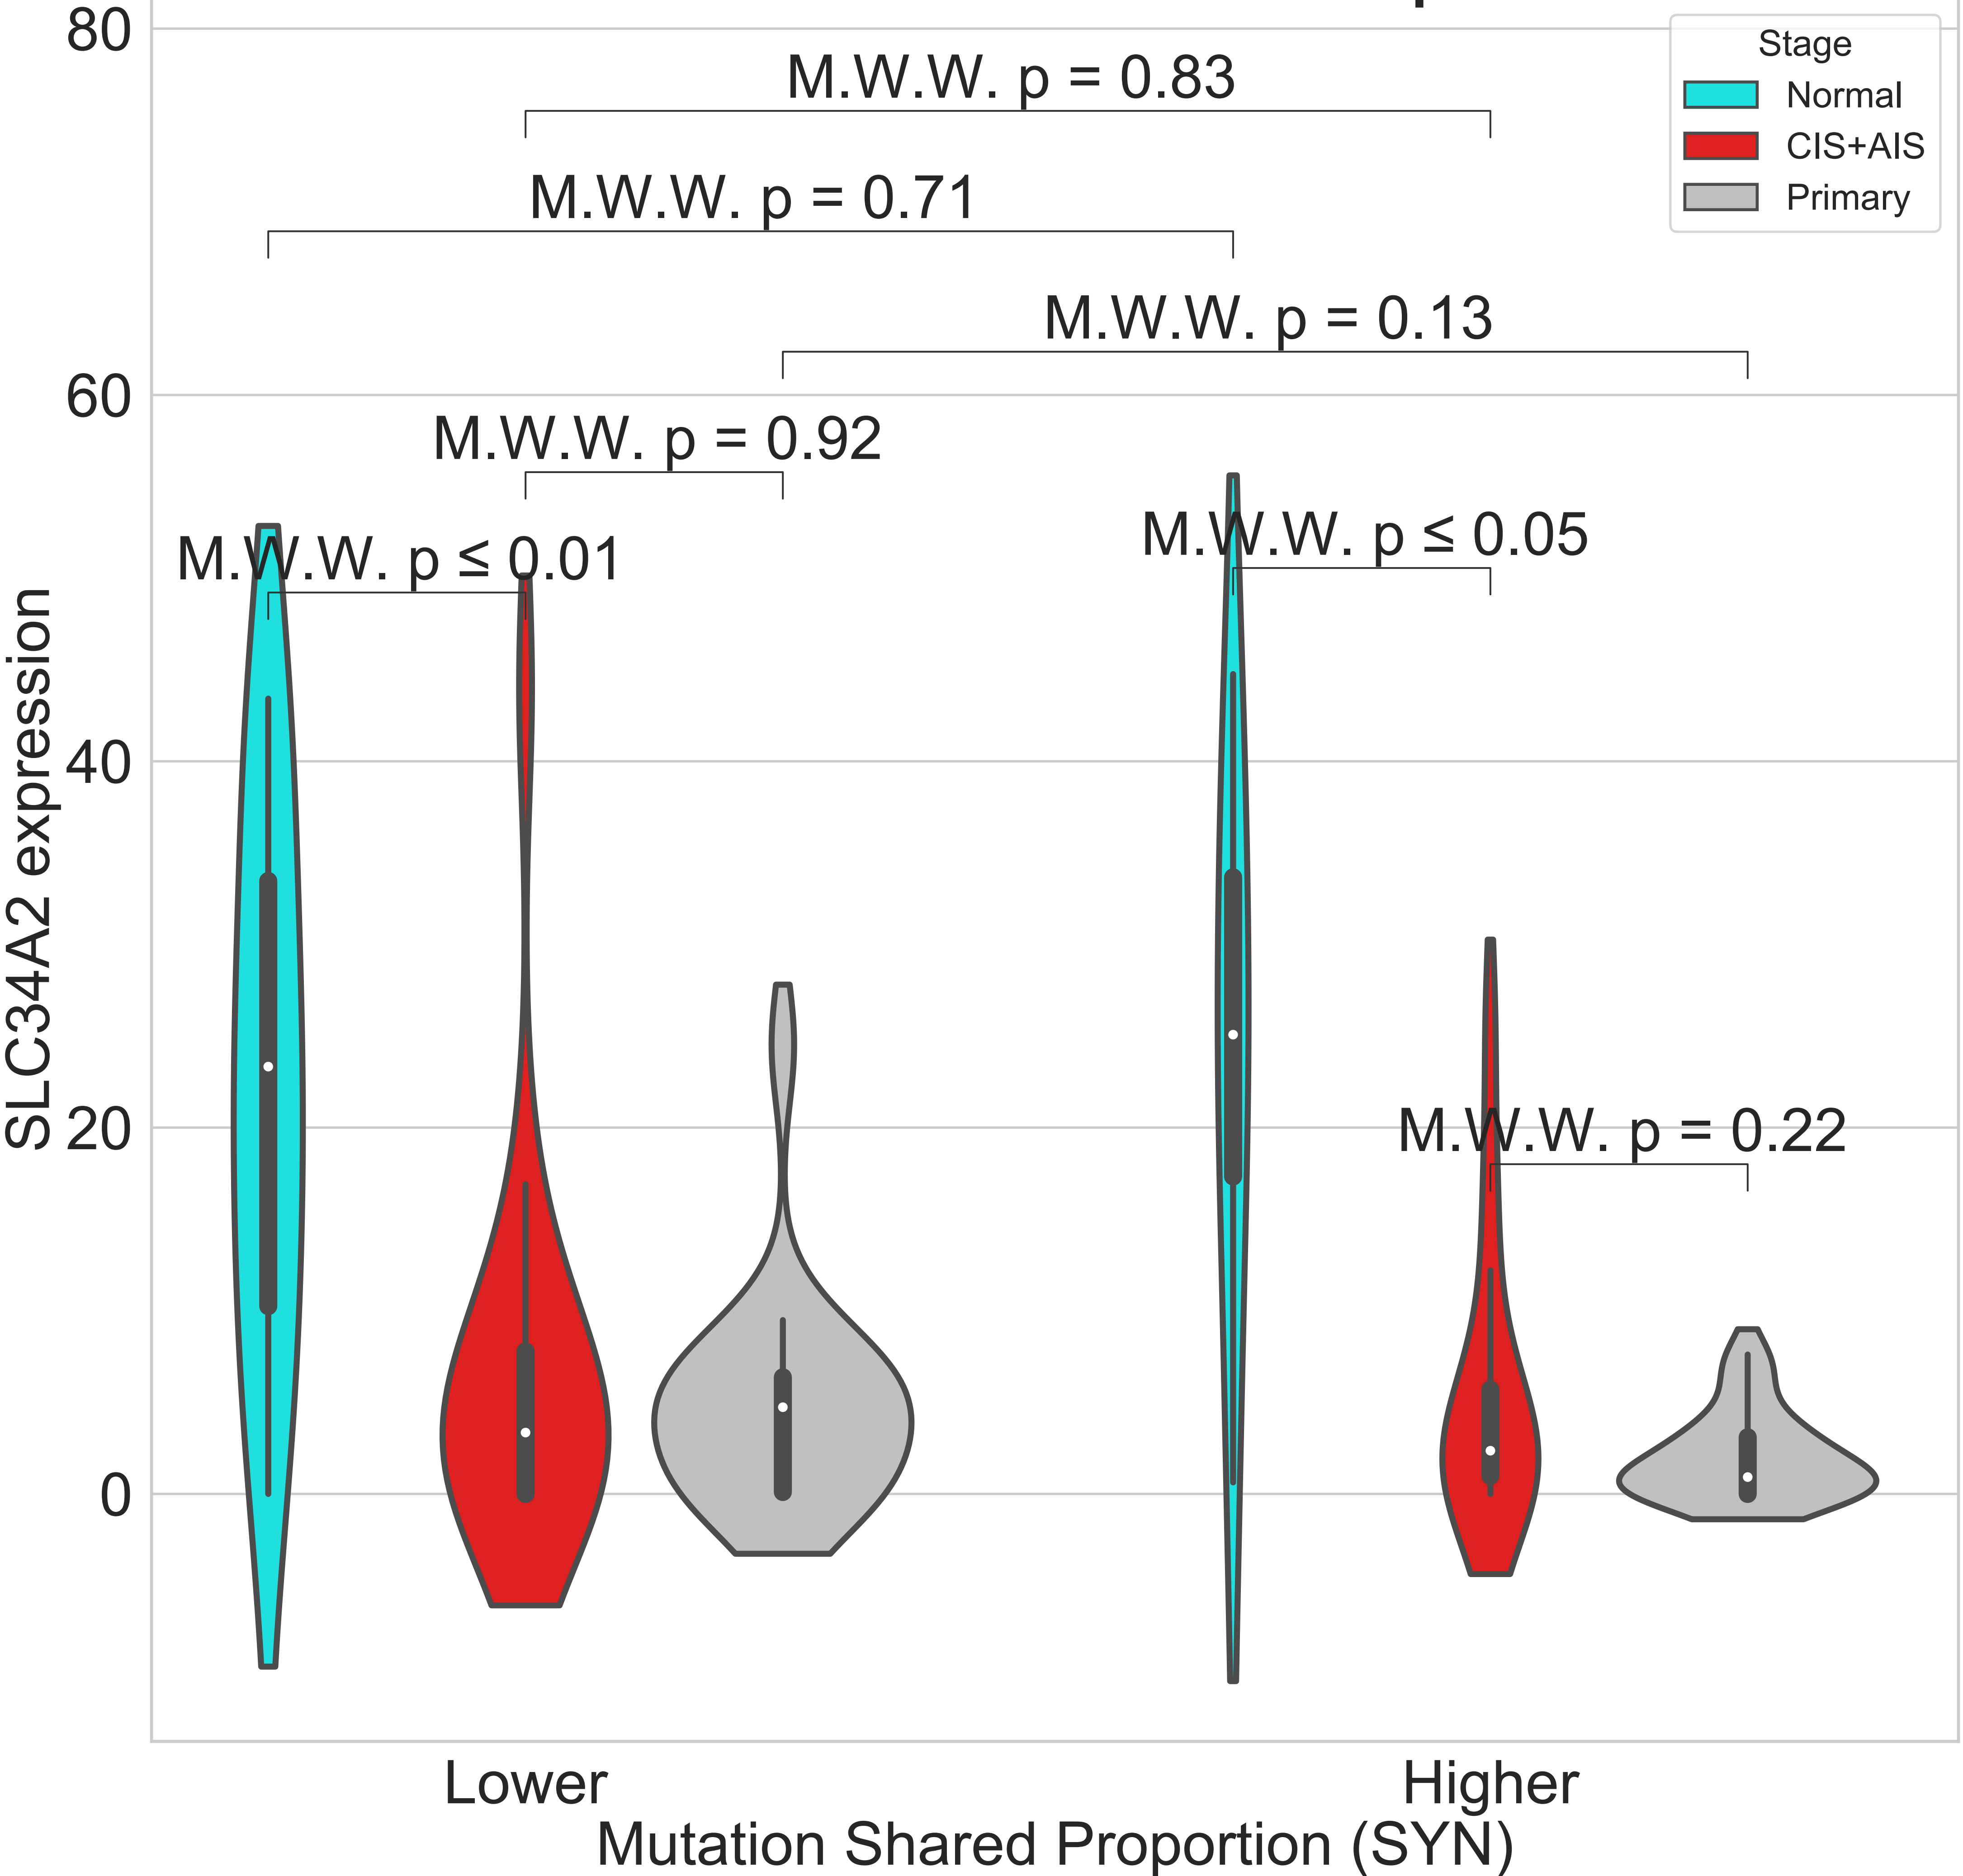 80
60
40
20
0
SLC34A2 expression
Stage
Normal
CIS+AIS
Primary
M.W.W. p = 0.83
M.W.W. p = 0.71
M.W.W. p = 0.13
M.W.W. p = 0.92
M.W.W. p ≤ 0.05
M.W.W. p ≤ 0.01
M.W.W. p = 0.22
Lower
Higher
Mutation Shared Proportion (SYN)